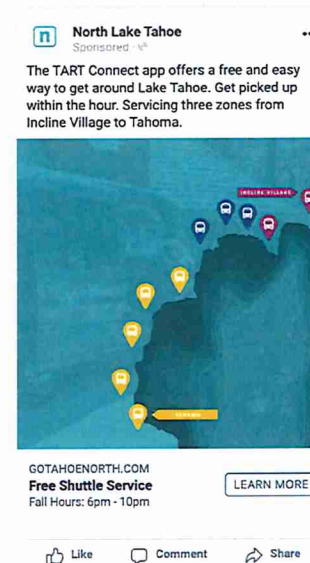 n
North Lake Tahoe
Sponsored ·
The TART Connect app offers a free and easy
way to get around Lake Tahoe. Get picked up
within the hour. Servicing three zones from
Incline Village to Tahoma.
INCLINE VILLAGE
TAHOMA
GOTAHOENORTH.COM
Free Shuttle Service
Fall Hours: 6pm - 10pm
LEARN MORE
Like
Comment
Share